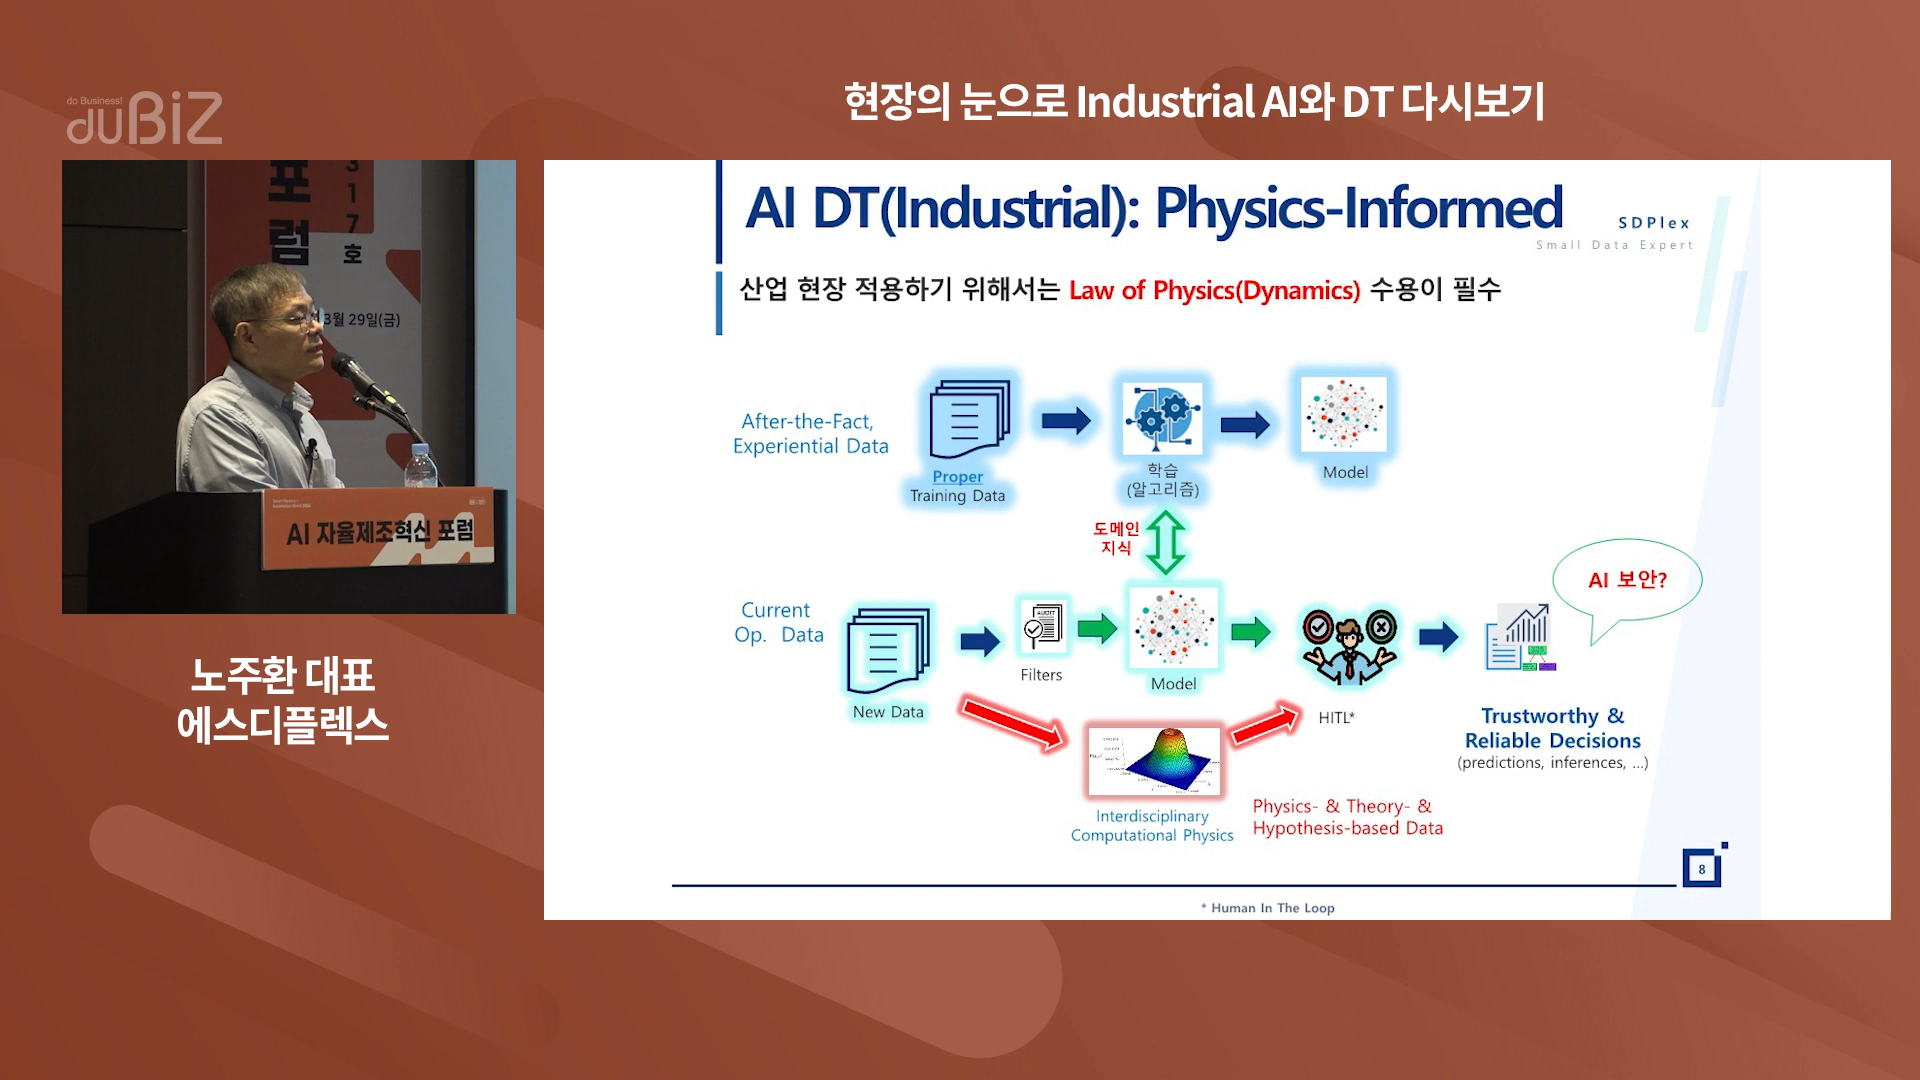 do Business!
duBiZ
현장의 눈으로 Industrial AI와 DT 다시보기
포럼
317호
3월 29일(금)
AI 자율제조혁신 포럼
노주환 대표
에스디플렉스
AI DT(Industrial): Physics-Informed
SDPlex
Small Data Expert
산업 현장 적용하기 위해서는 Law of Physics(Dynamics) 수용이 필수
After-the-Fact,
Experiential Data
Proper
Training Data
학습
(알고리즘)
Model
도메인
지식
Current
Op. Data
New Data
AUDIT
Filters
Model
HITL*
AI 보안?
Trustworthy &
Reliable Decisions
(predictions, inferences, ...)
Interdisciplinary
Computational Physics
Physics- & Theory- &
Hypothesis-based Data
8
* Human In The Loop